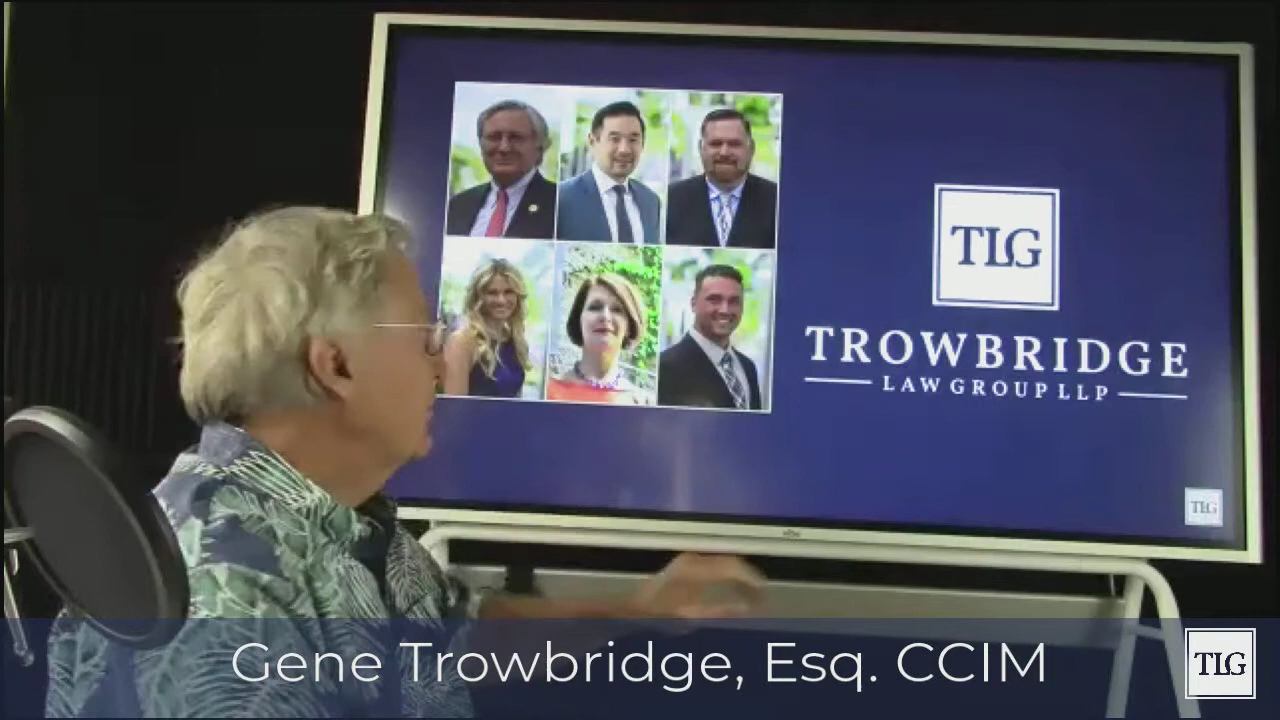 TLG
TROWBRIDGE
LAW GROUP LLP
TLG
Gene Trowbridge, Esq. CCIM
TLG